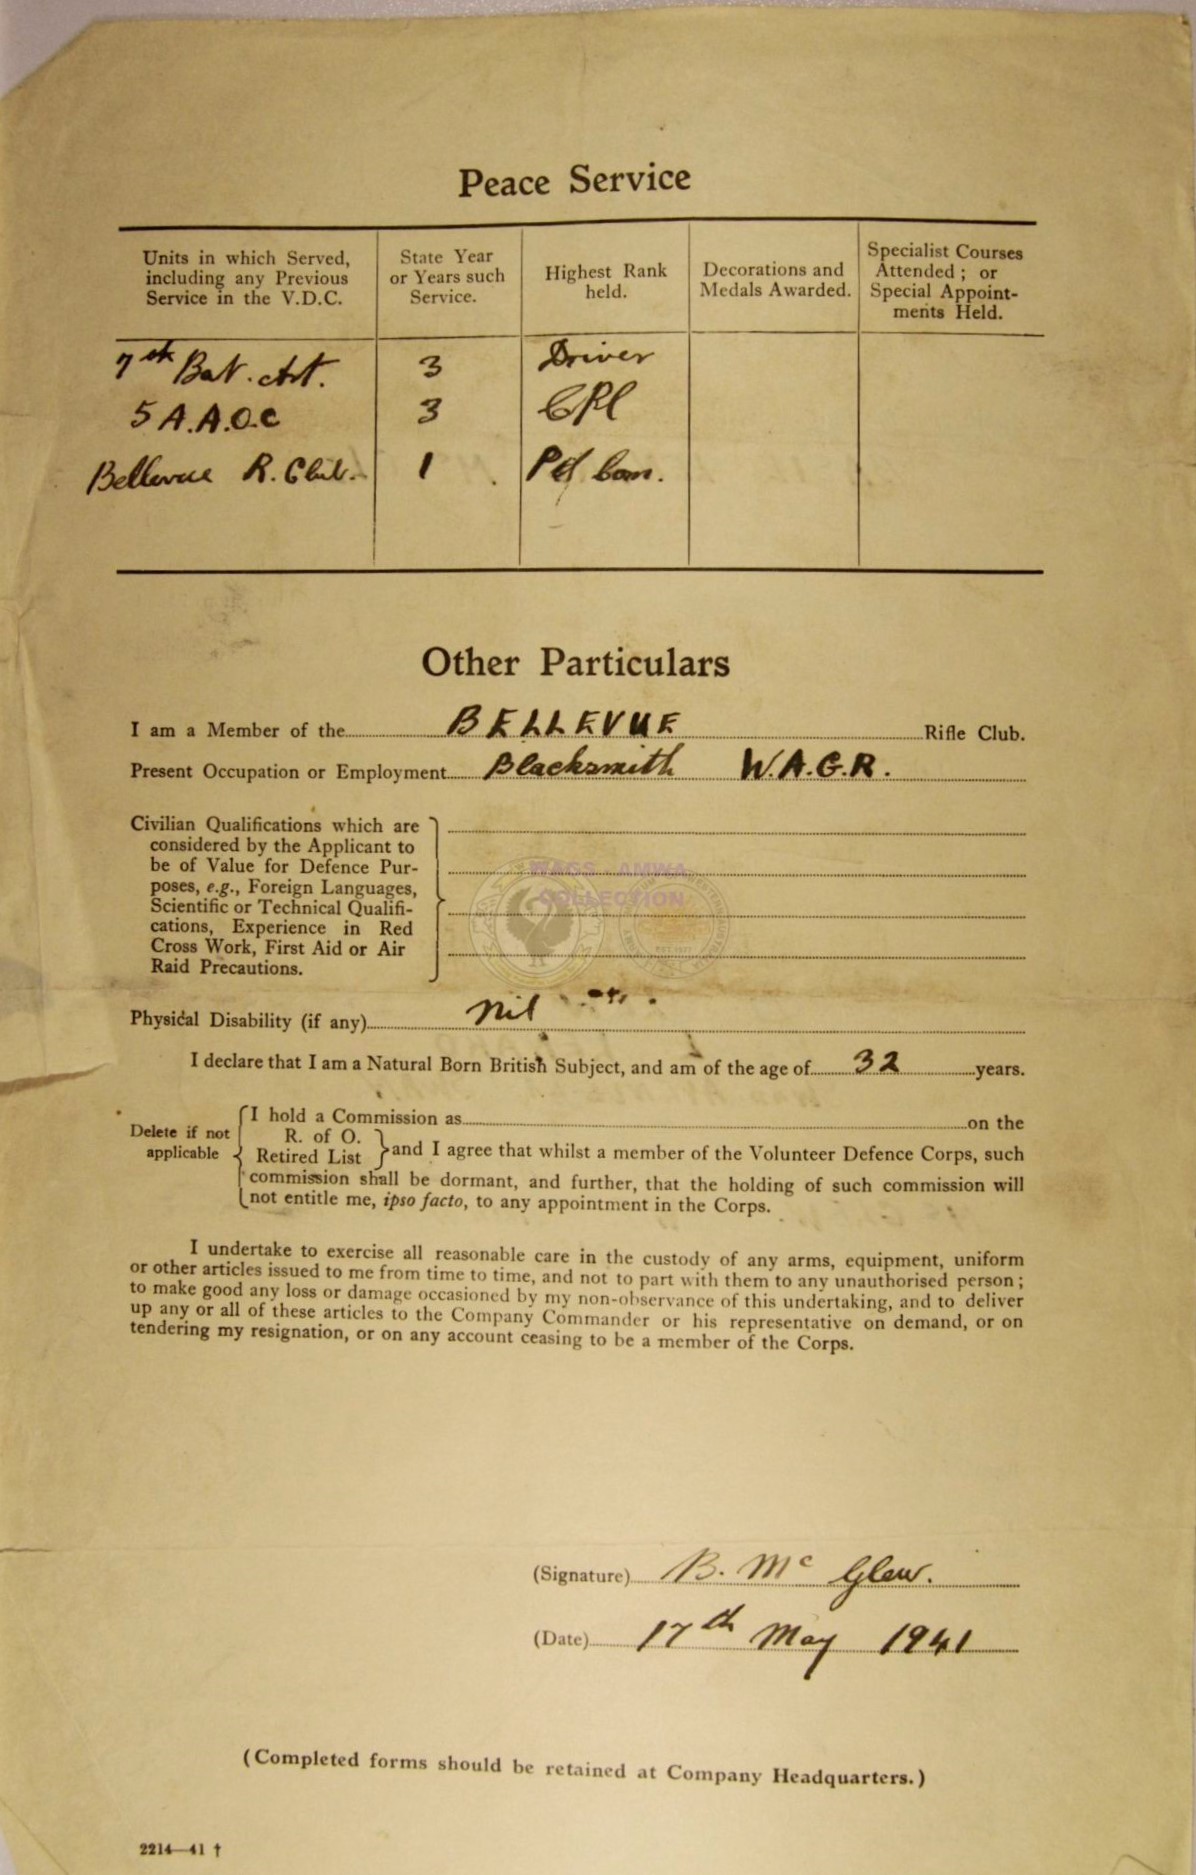 Peace Service
Units in which Served, including any Previous Service in the V.D.C.
State Year or Years such Service.
Highest Rank held.
Decorations and Medals Awarded.
Specialist Courses Attended; or Special Appointments Held.
7th Bat. Art. 3 Driver
5 A.A.O.C 3 CPL
Bellevue R. Club. 1
Other Particulars
I am a Member of the BELLEVUE Rifle Club.
Present Occupation or Employment Blacksmith W.A.G.R.
Civilian Qualifications which are
considered by the Applicant to
be of Value for Defence Pur-
poses, e.g., Foreign Languages,
Scientific or Technical Qualifi-
cations, Experience in Red
Cross Work, First Aid or Air
Raid Precautions.
WAGS - AMWA
COLLECTION
Physical Disability (if any) Nil
I declare that I am a Natural Born British Subject, and am of the age of 32 years.
Delete if not applicable
I hold a Commission as on the
R. of O.
Retired List
and I agree that whilst a member of the Volunteer Defence Corps, such
commission shall be dormant, and further, that the holding of such commission will
not entitle me, ipso facto, to any appointment in the Corps.
I undertake to exercise all reasonable care in the custody of any arms, equipment, uniform
or other articles issued to me from time to time, and not to part with them to any unauthorised person;
to make good any loss or damage occasioned by my non-observance of this undertaking, and to deliver
up any or all of these articles to the Company Commander or his representative on demand, or on
tendering my resignation, or on any account ceasing to be a member of the Corps.
(Signature) B. Mc Glew.
(Date) 17th May 1941
(Completed forms should be retained at Company Headquarters.)
2214—41 †